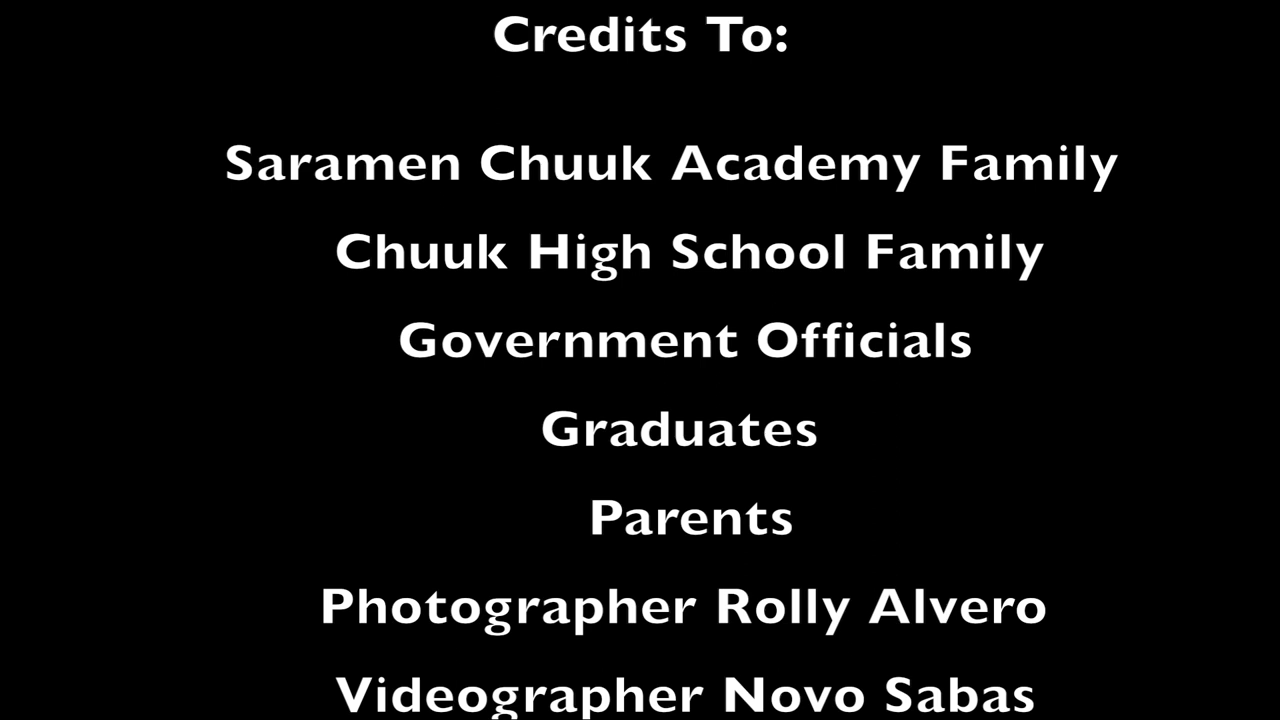 Credits To:
Saramen Chuuk Academy Family
Chuuk High School Family
Government Officials
Graduates
Parents
Photographer Rolly Alvero
Videographer Novo Sabas